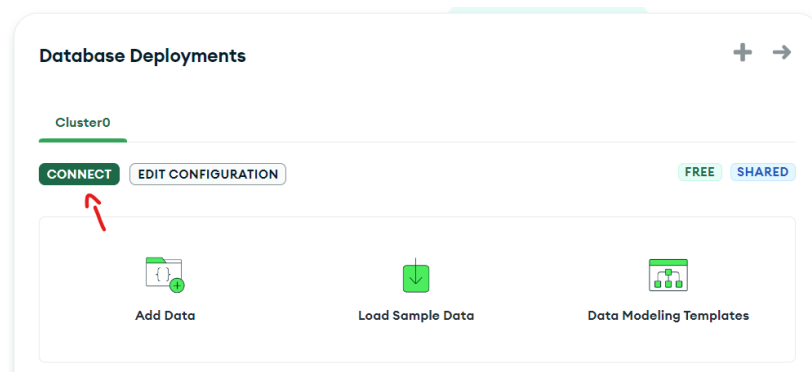 Database Deployments
Cluster0
CONNECT EDIT CONFIGURATION FREE SHARED
Add Data Load Sample Data Data Modeling Templates